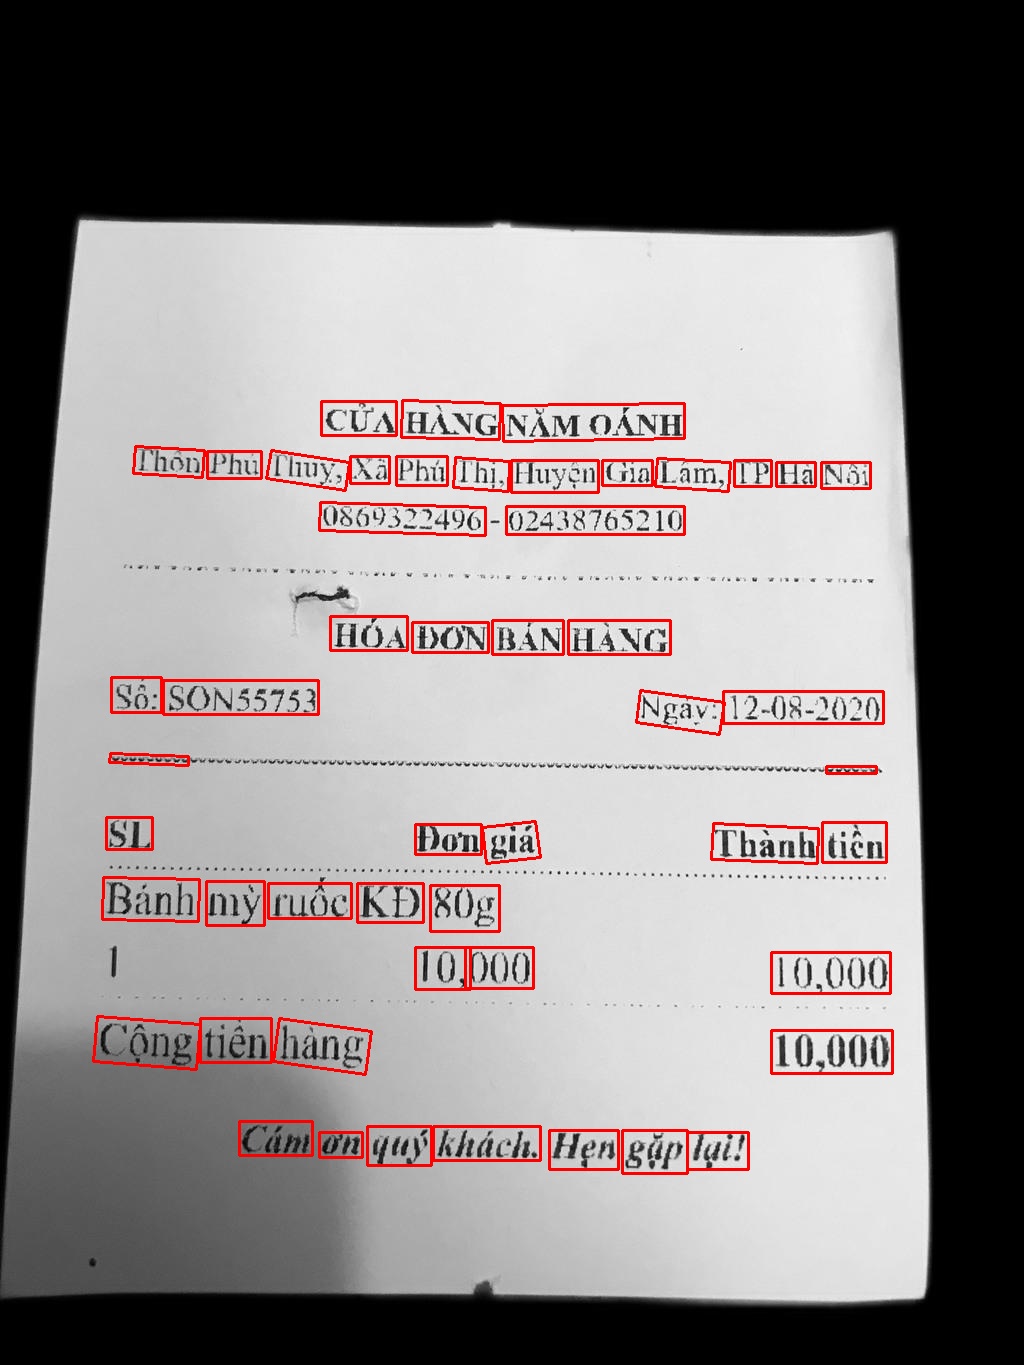 CỬA HÀNG NĂM OÁNH
Thôn Phú Thuỵ, Xã Phú Thị, Huyện Gia Lâm, TP Hà Nôi
0869322496 - 02438765210
HÓA ĐƠN BÁN HÀNG
Số: SON55753 Ngày: 12-08-2020
SL Đơn giá Thành tiền
Bánh mỳ ruốc KĐ 80g
1 10,000 10,000
Cộng tiền hàng 10,000
Cám ơn quý khách. Hẹn gặp lại!